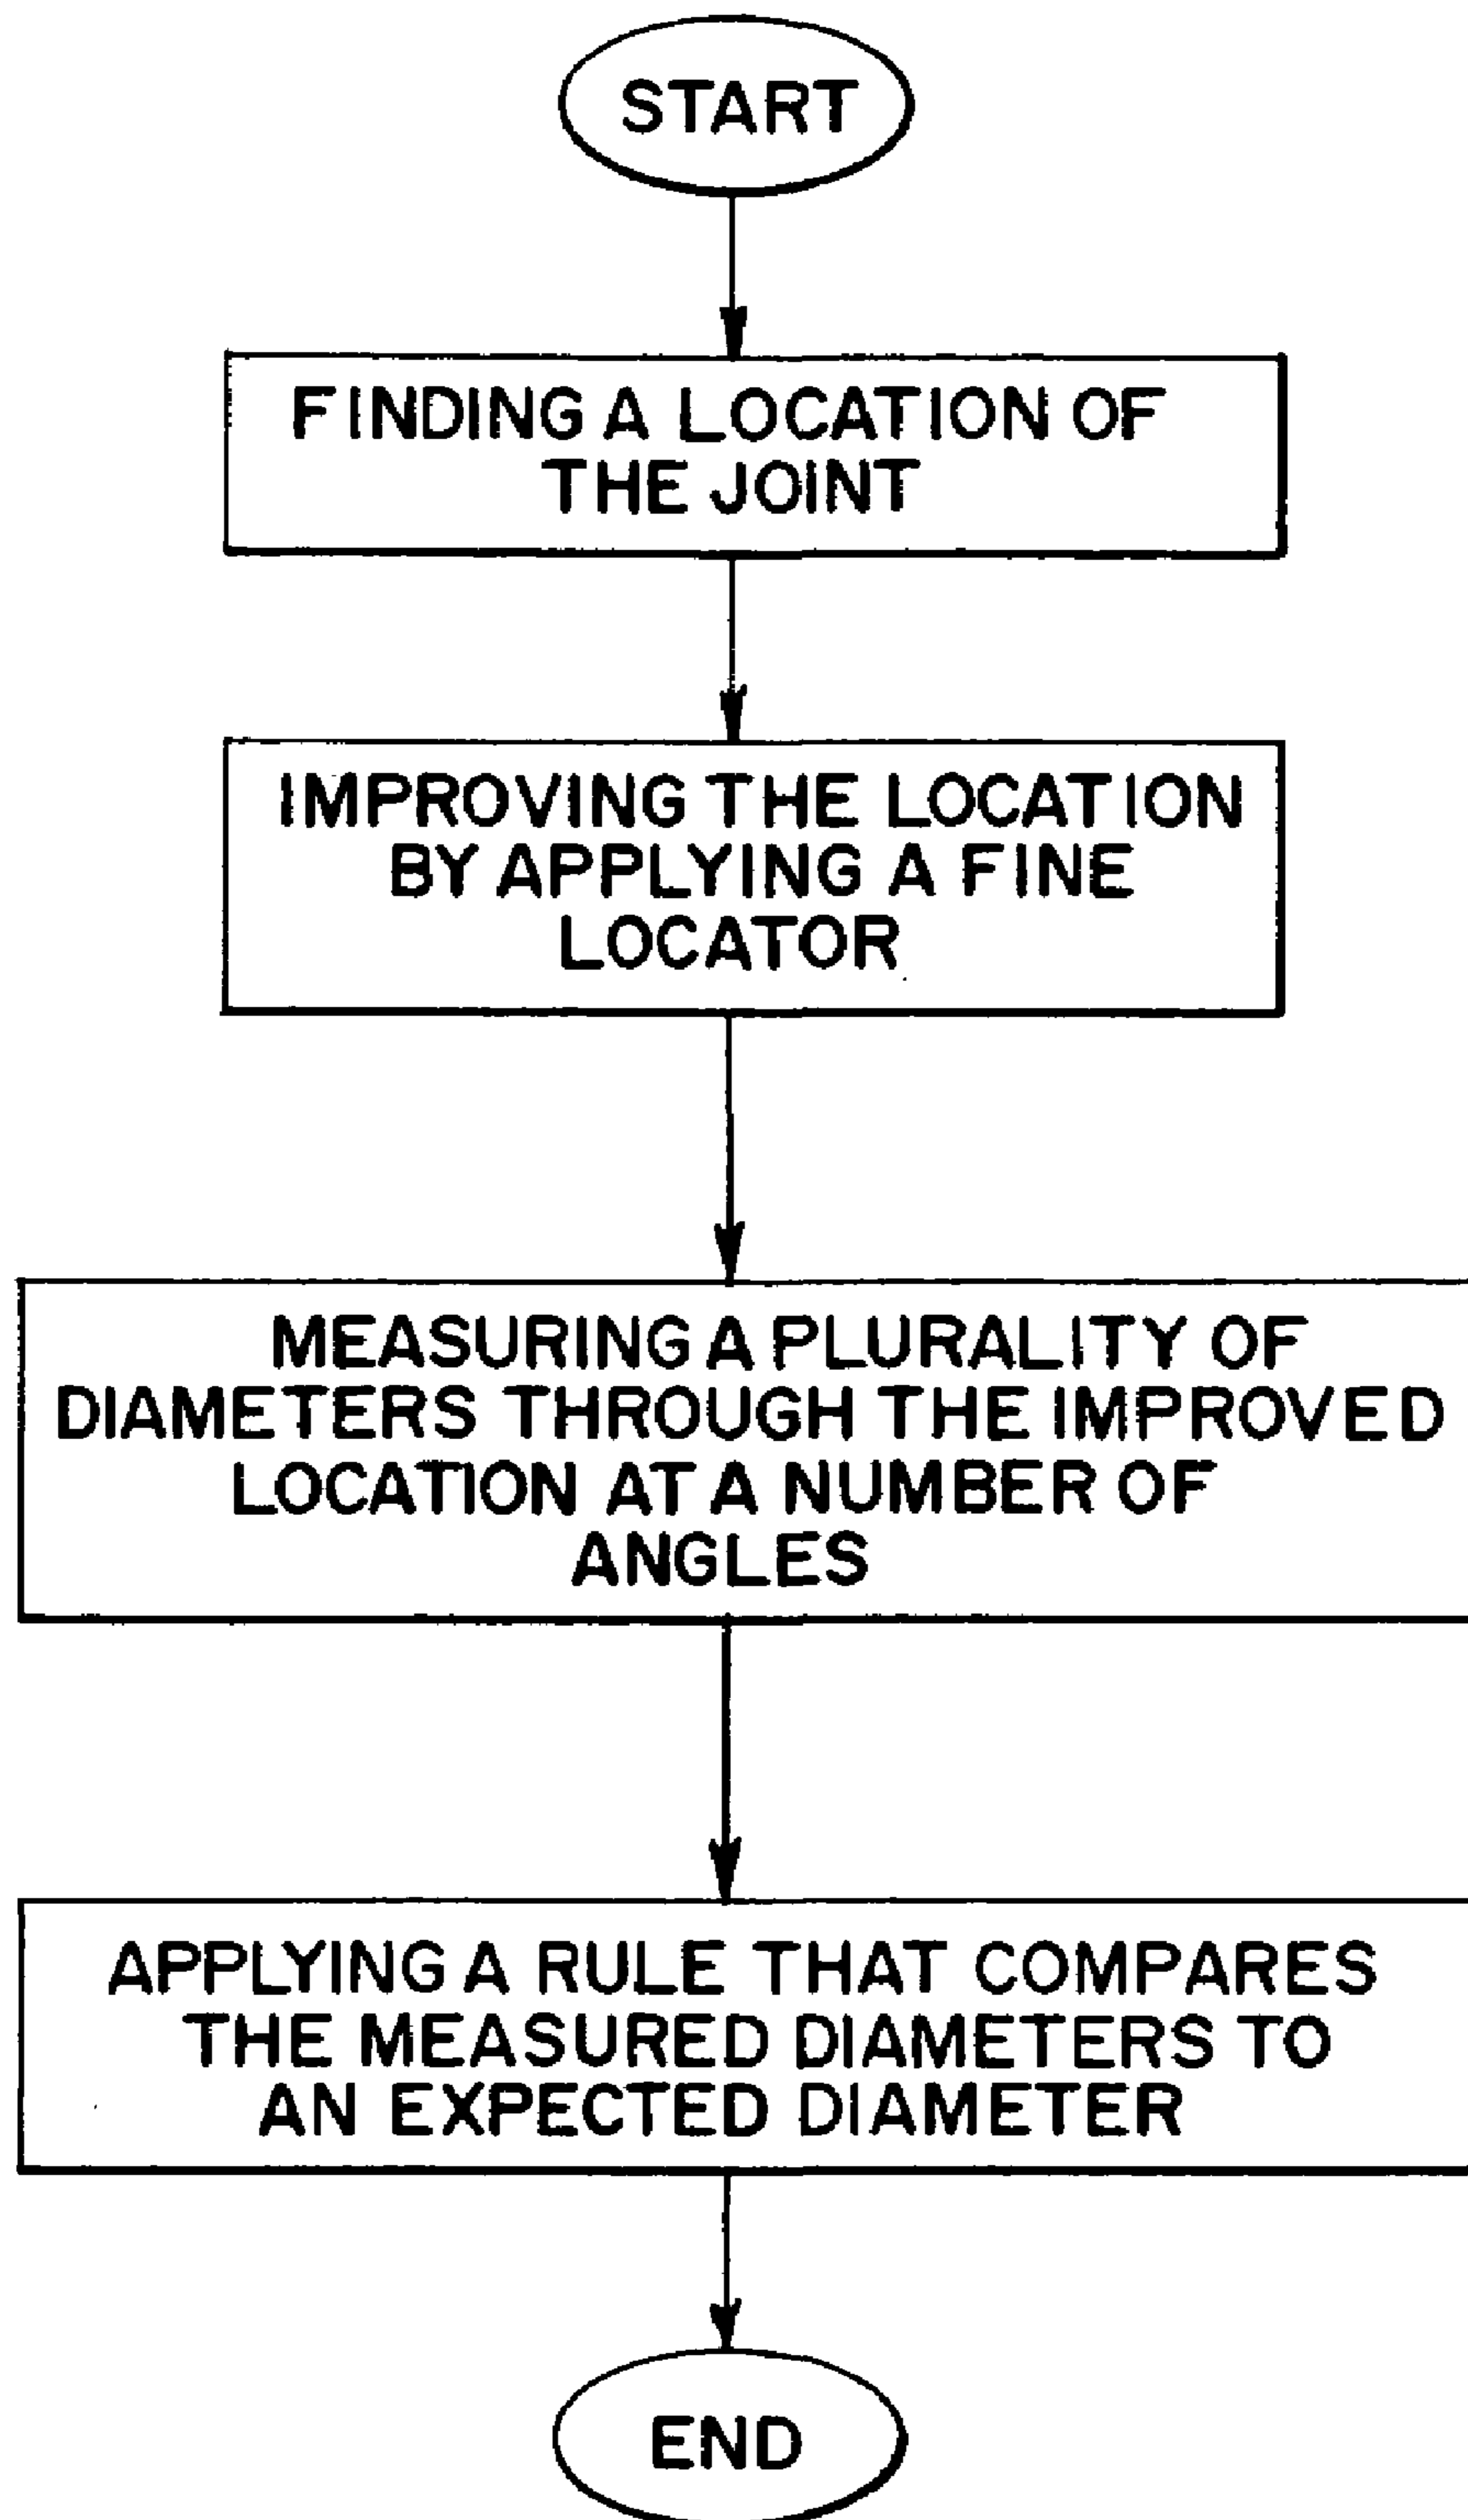 START
FINDING A LOCATION OF
THE JOINT
IMPROVING THE LOCATION
BY APPLYING A FINE
LOCATOR
MEASURING A PLURALITY OF
DIAMETERS THROUGH THE IMPROVED
LOCATION AT A NUMBER OF
ANGLES
APPLYING A RULE THAT COMPARES
THE MEASURED DIAMETERS TO
AN EXPECTED DIAMETER
END